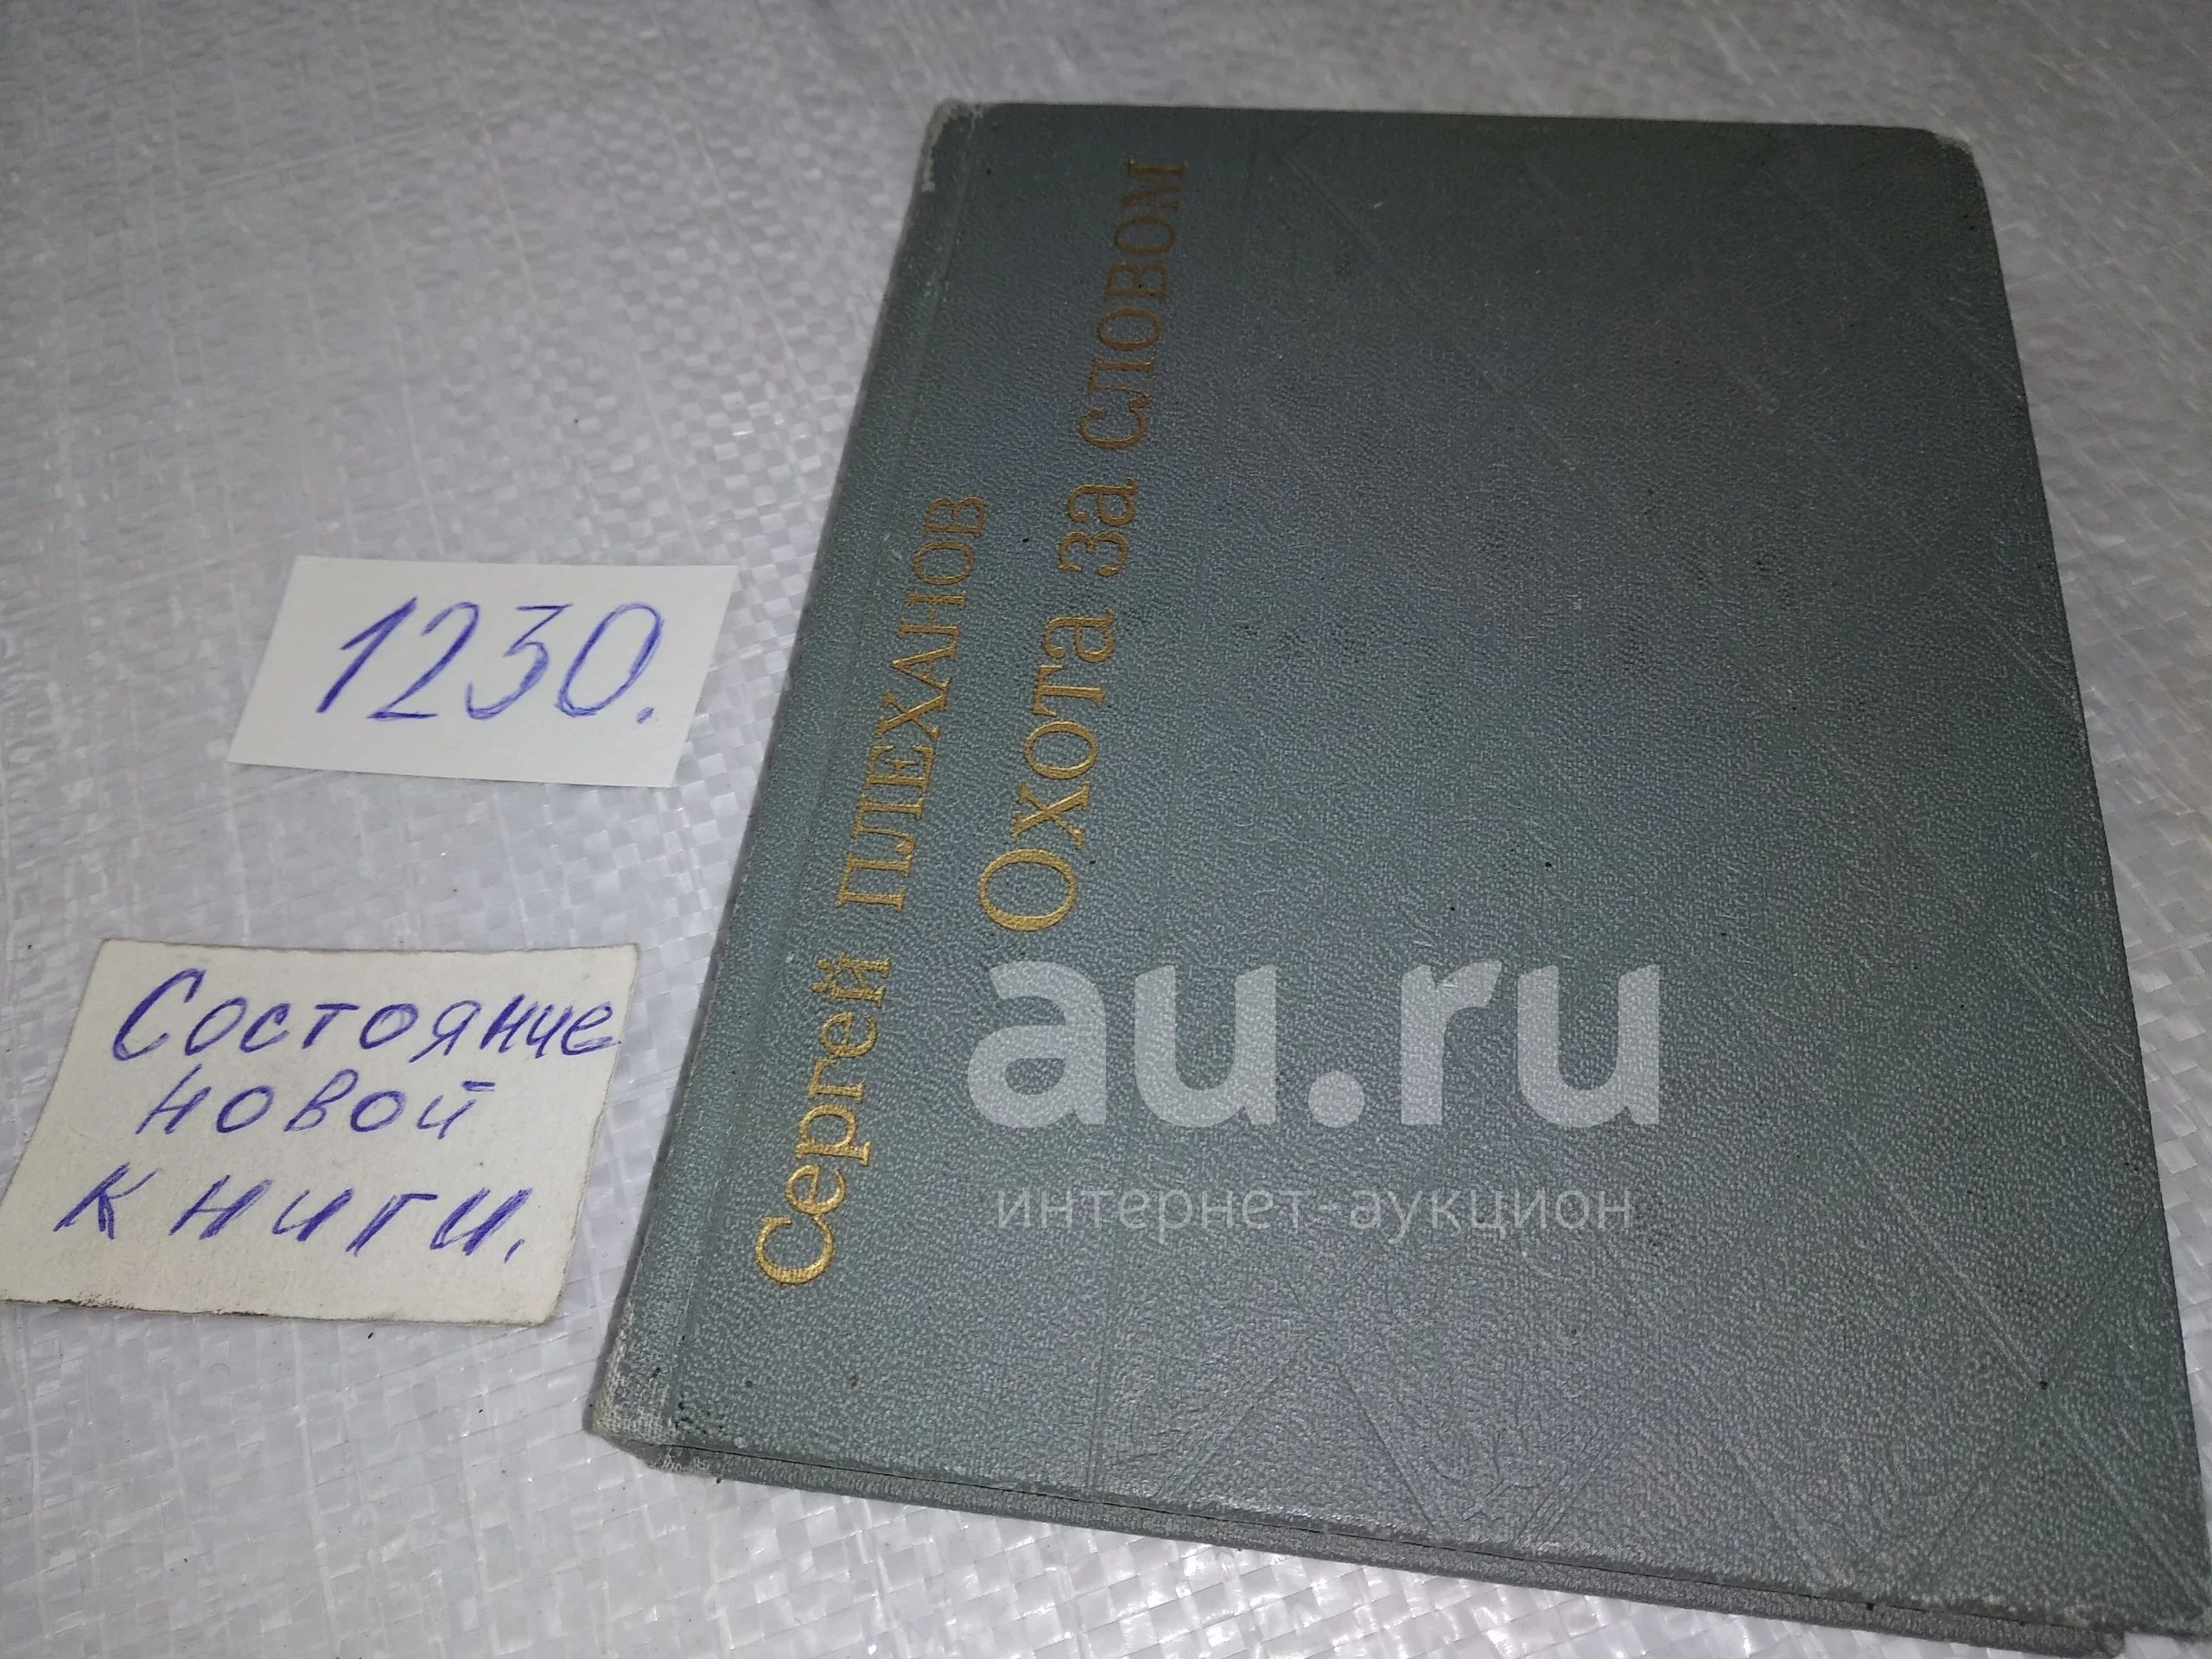 1230.
Состояние
новой
книги.
Сергей ПЛЕХАНОВ
Охота за словом
au.ru
интернет-аукцион